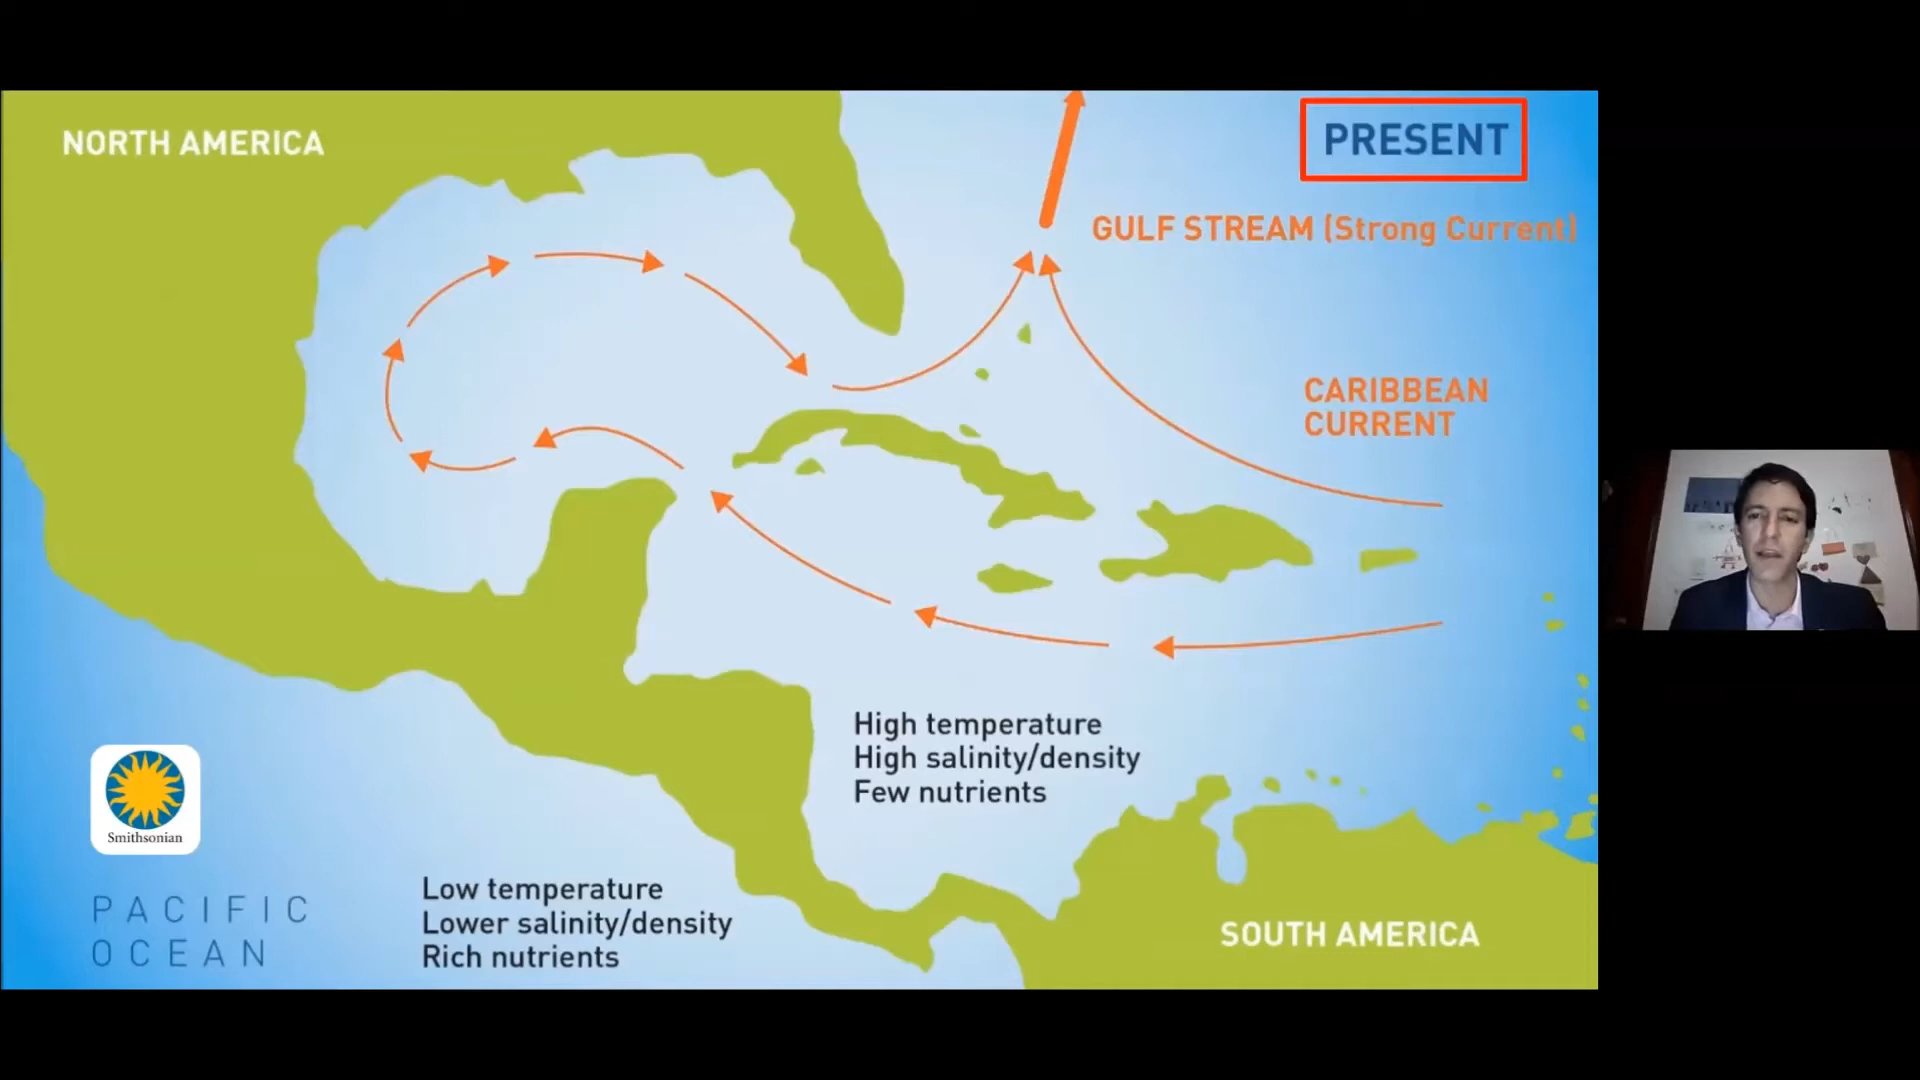 NORTH AMERICA
PRESENT
GULF STREAM (Strong Current)
CARIBBEAN
CURRENT
High temperature
High salinity/density
Few nutrients
Smithsonian
PACIFIC
OCEAN
Low temperature
Lower salinity/density
Rich nutrients
SOUTH AMERICA